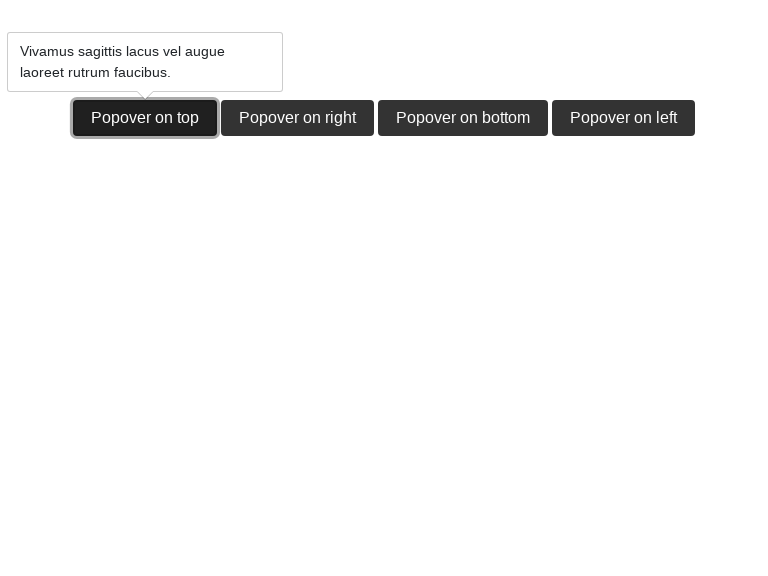 Vivamus sagittis lacus vel augue
laoreet rutrum faucibus.
Popover on top Popover on right Popover on bottom Popover on left